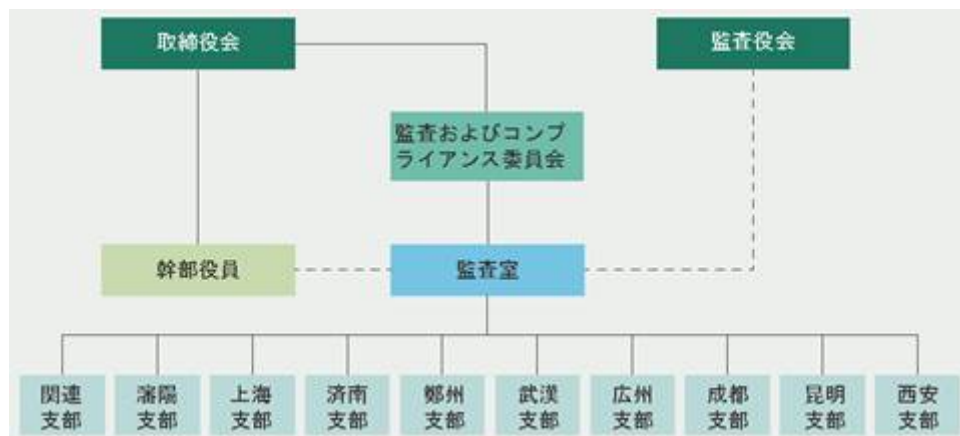 取締役会
監査役会
監査およびコンプ
ライアンス委員会
幹部役員
監査室
関連
支部
瀋陽
支部
上海
支部
済南
支部
鄭州
支部
武漢
支部
広州
支部
成都
支部
昆明
支部
西安
支部